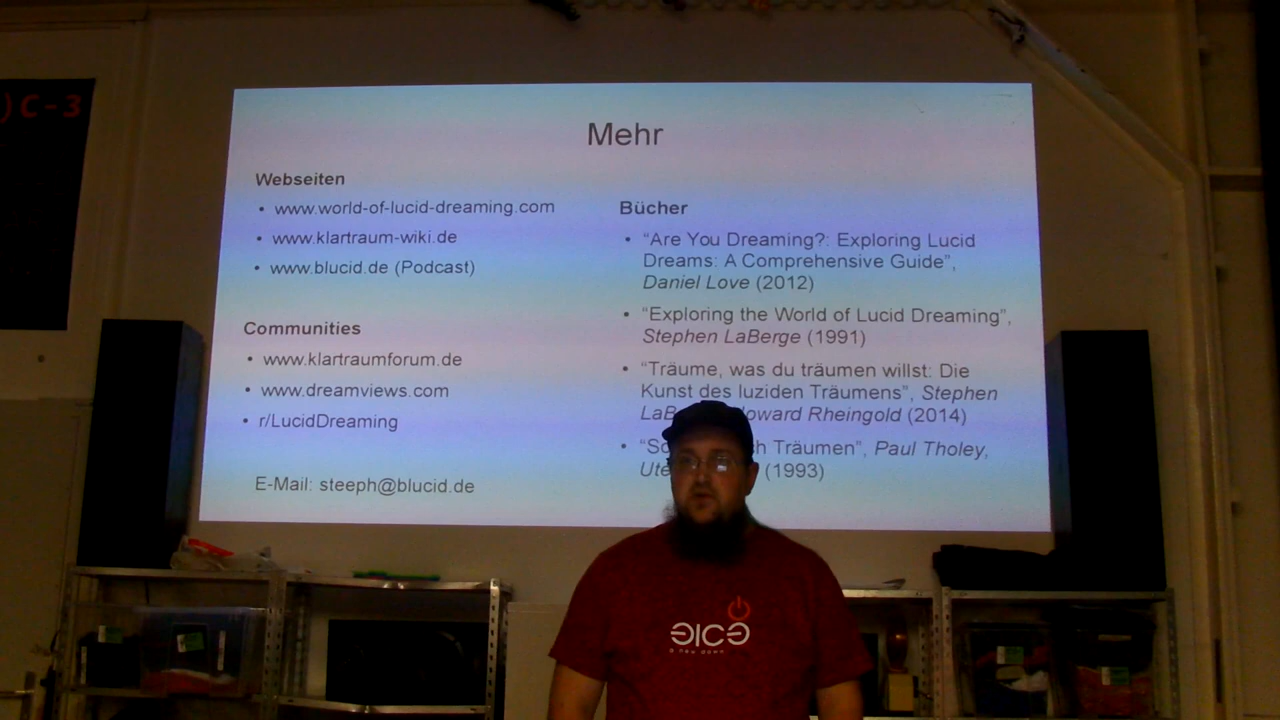 )C-3
Mehr
Webseiten
• www.world-of-lucid-dreaming.com
• www.klartraum-wiki.de
• www.blucid.de (Podcast)
Communities
• www.klartraumforum.de
• www.dreamviews.com
• r/LucidDreaming
E-Mail: steeph@blucid.de
Bücher
• “Are You Dreaming?: Exploring Lucid
Dreams: A Comprehensive Guide”,
Daniel Love (2012)
• “Exploring the World of Lucid Dreaming”,
Stephen LaBerge (1991)
• “Träume, was du träumen willst: Die
Kunst des luziden Träumens”, Stephen
Rheingold (2014)
• Träumen”, Paul Tholey,
(1993)
a new dawn